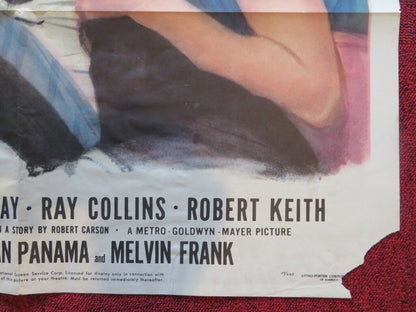 AY · RAY COLLINS · ROBERT KEITH
N A STORY BY ROBERT CARSON · A METRO-GOLDWYN-MAYER PICTURE
AN PANAMA and MELVIN FRANK
ational Screen Service Corp. Licensed for display only in connection with
of this picture at your theatre. Must be returned immediately thereafter.